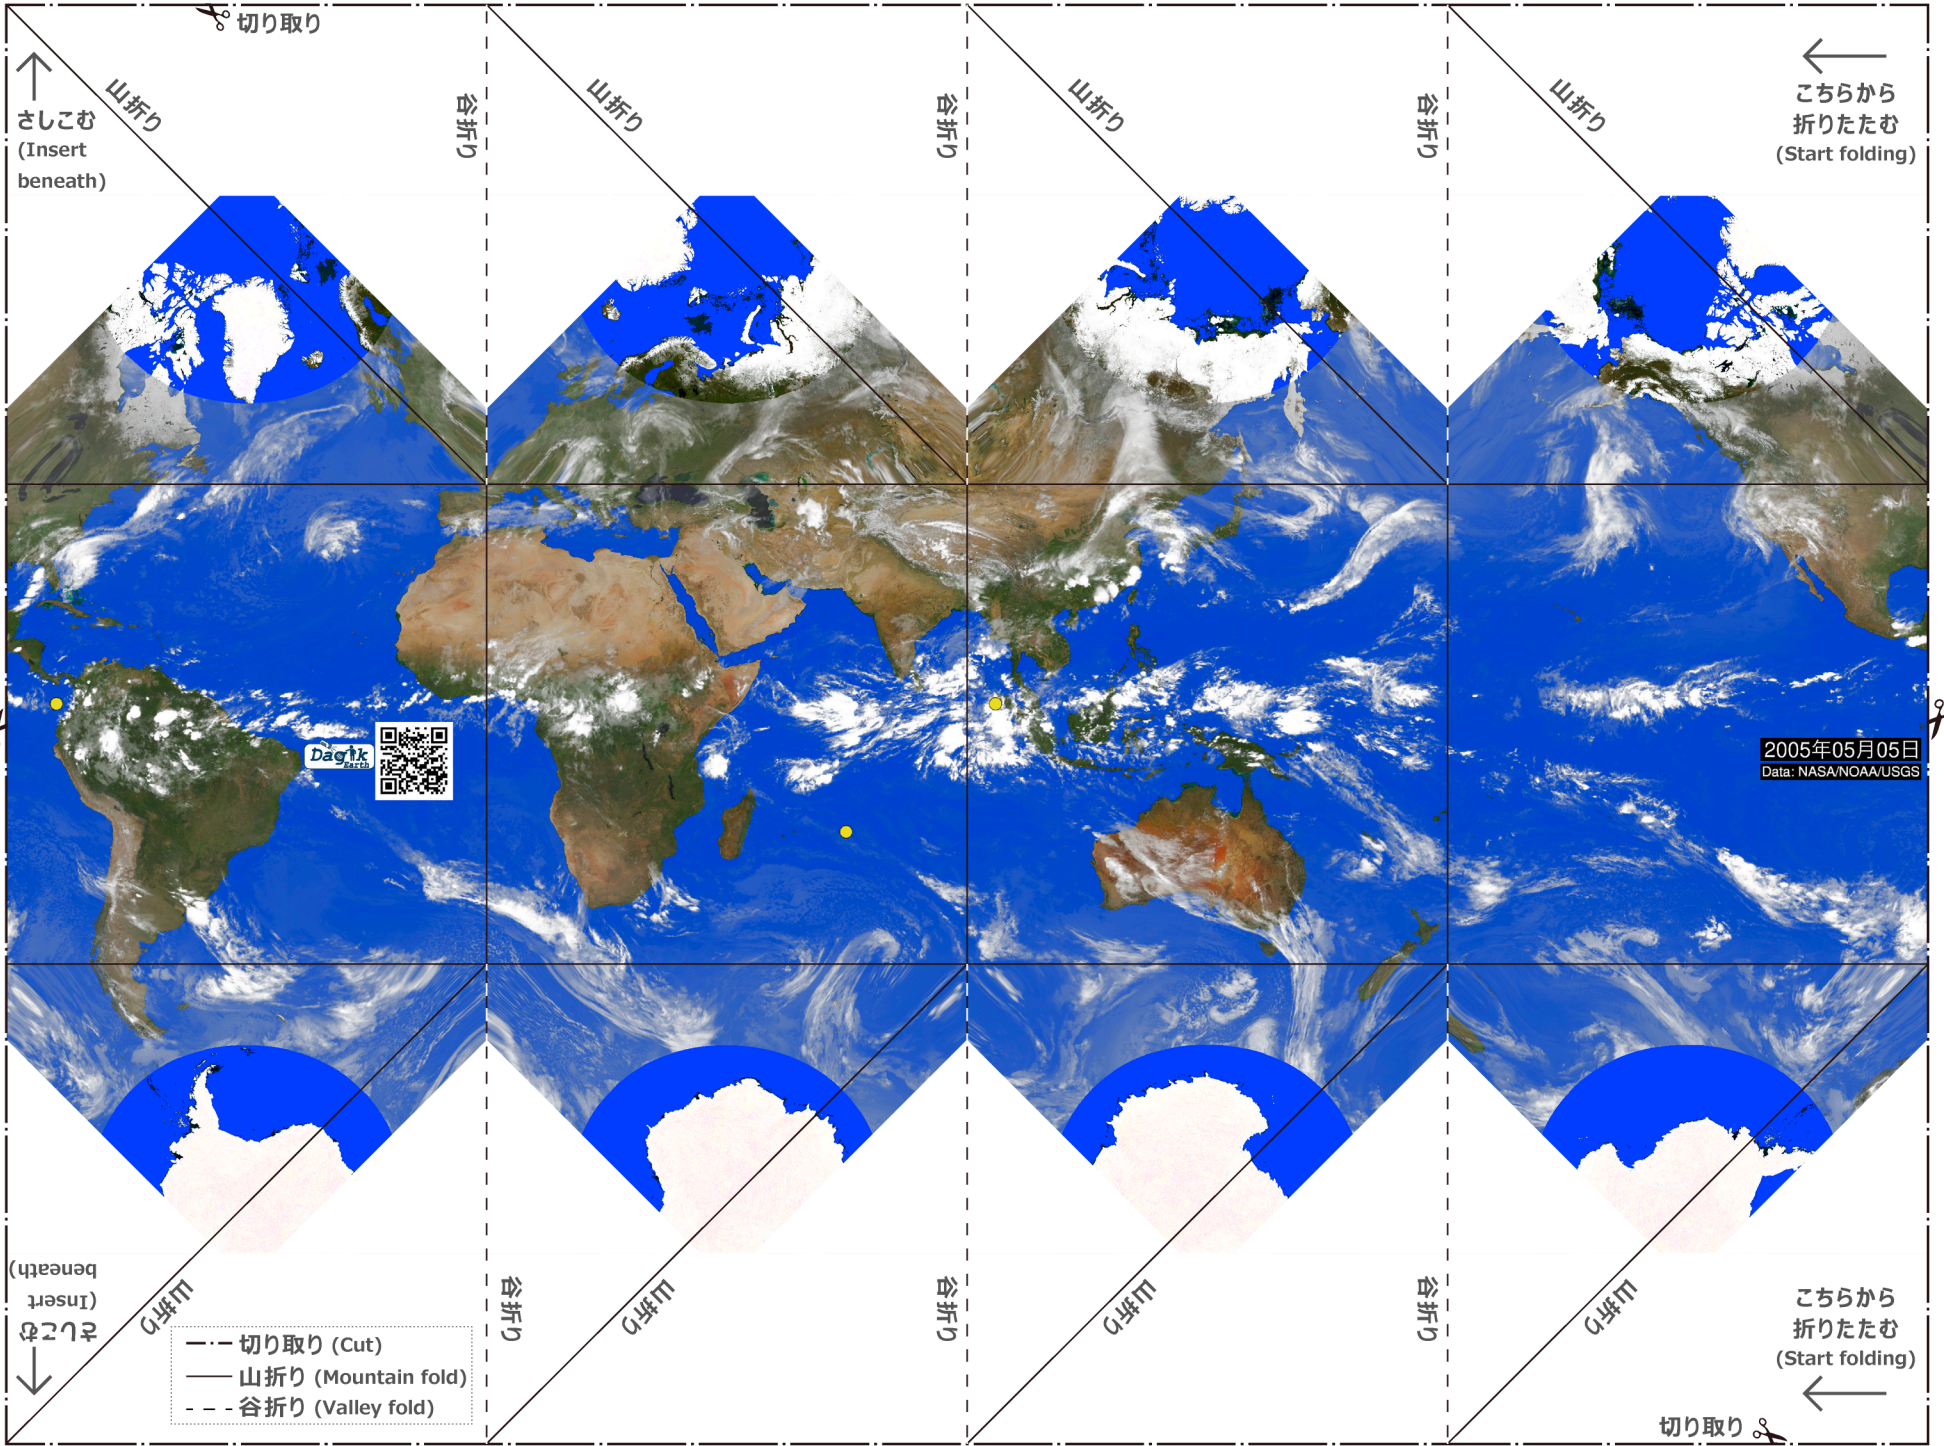 切り取り
山折り
谷折り
山折り
谷折り
山折り
谷折り
山折り
さしこむ
(Insert
beneath)
こちらから
折りたたむ
(Start folding)
Dagik
Earth
2005年05月05日
Data: NASA/NOAA/USGS
さしこむ
(Insert
beneath)
山折り
谷折り
山折り
谷折り
山折り
谷折り
山折り
こちらから
折りたたむ
(Start folding)
切り取り (Cut)
山折り (Mountain fold)
谷折り (Valley fold)
切り取り